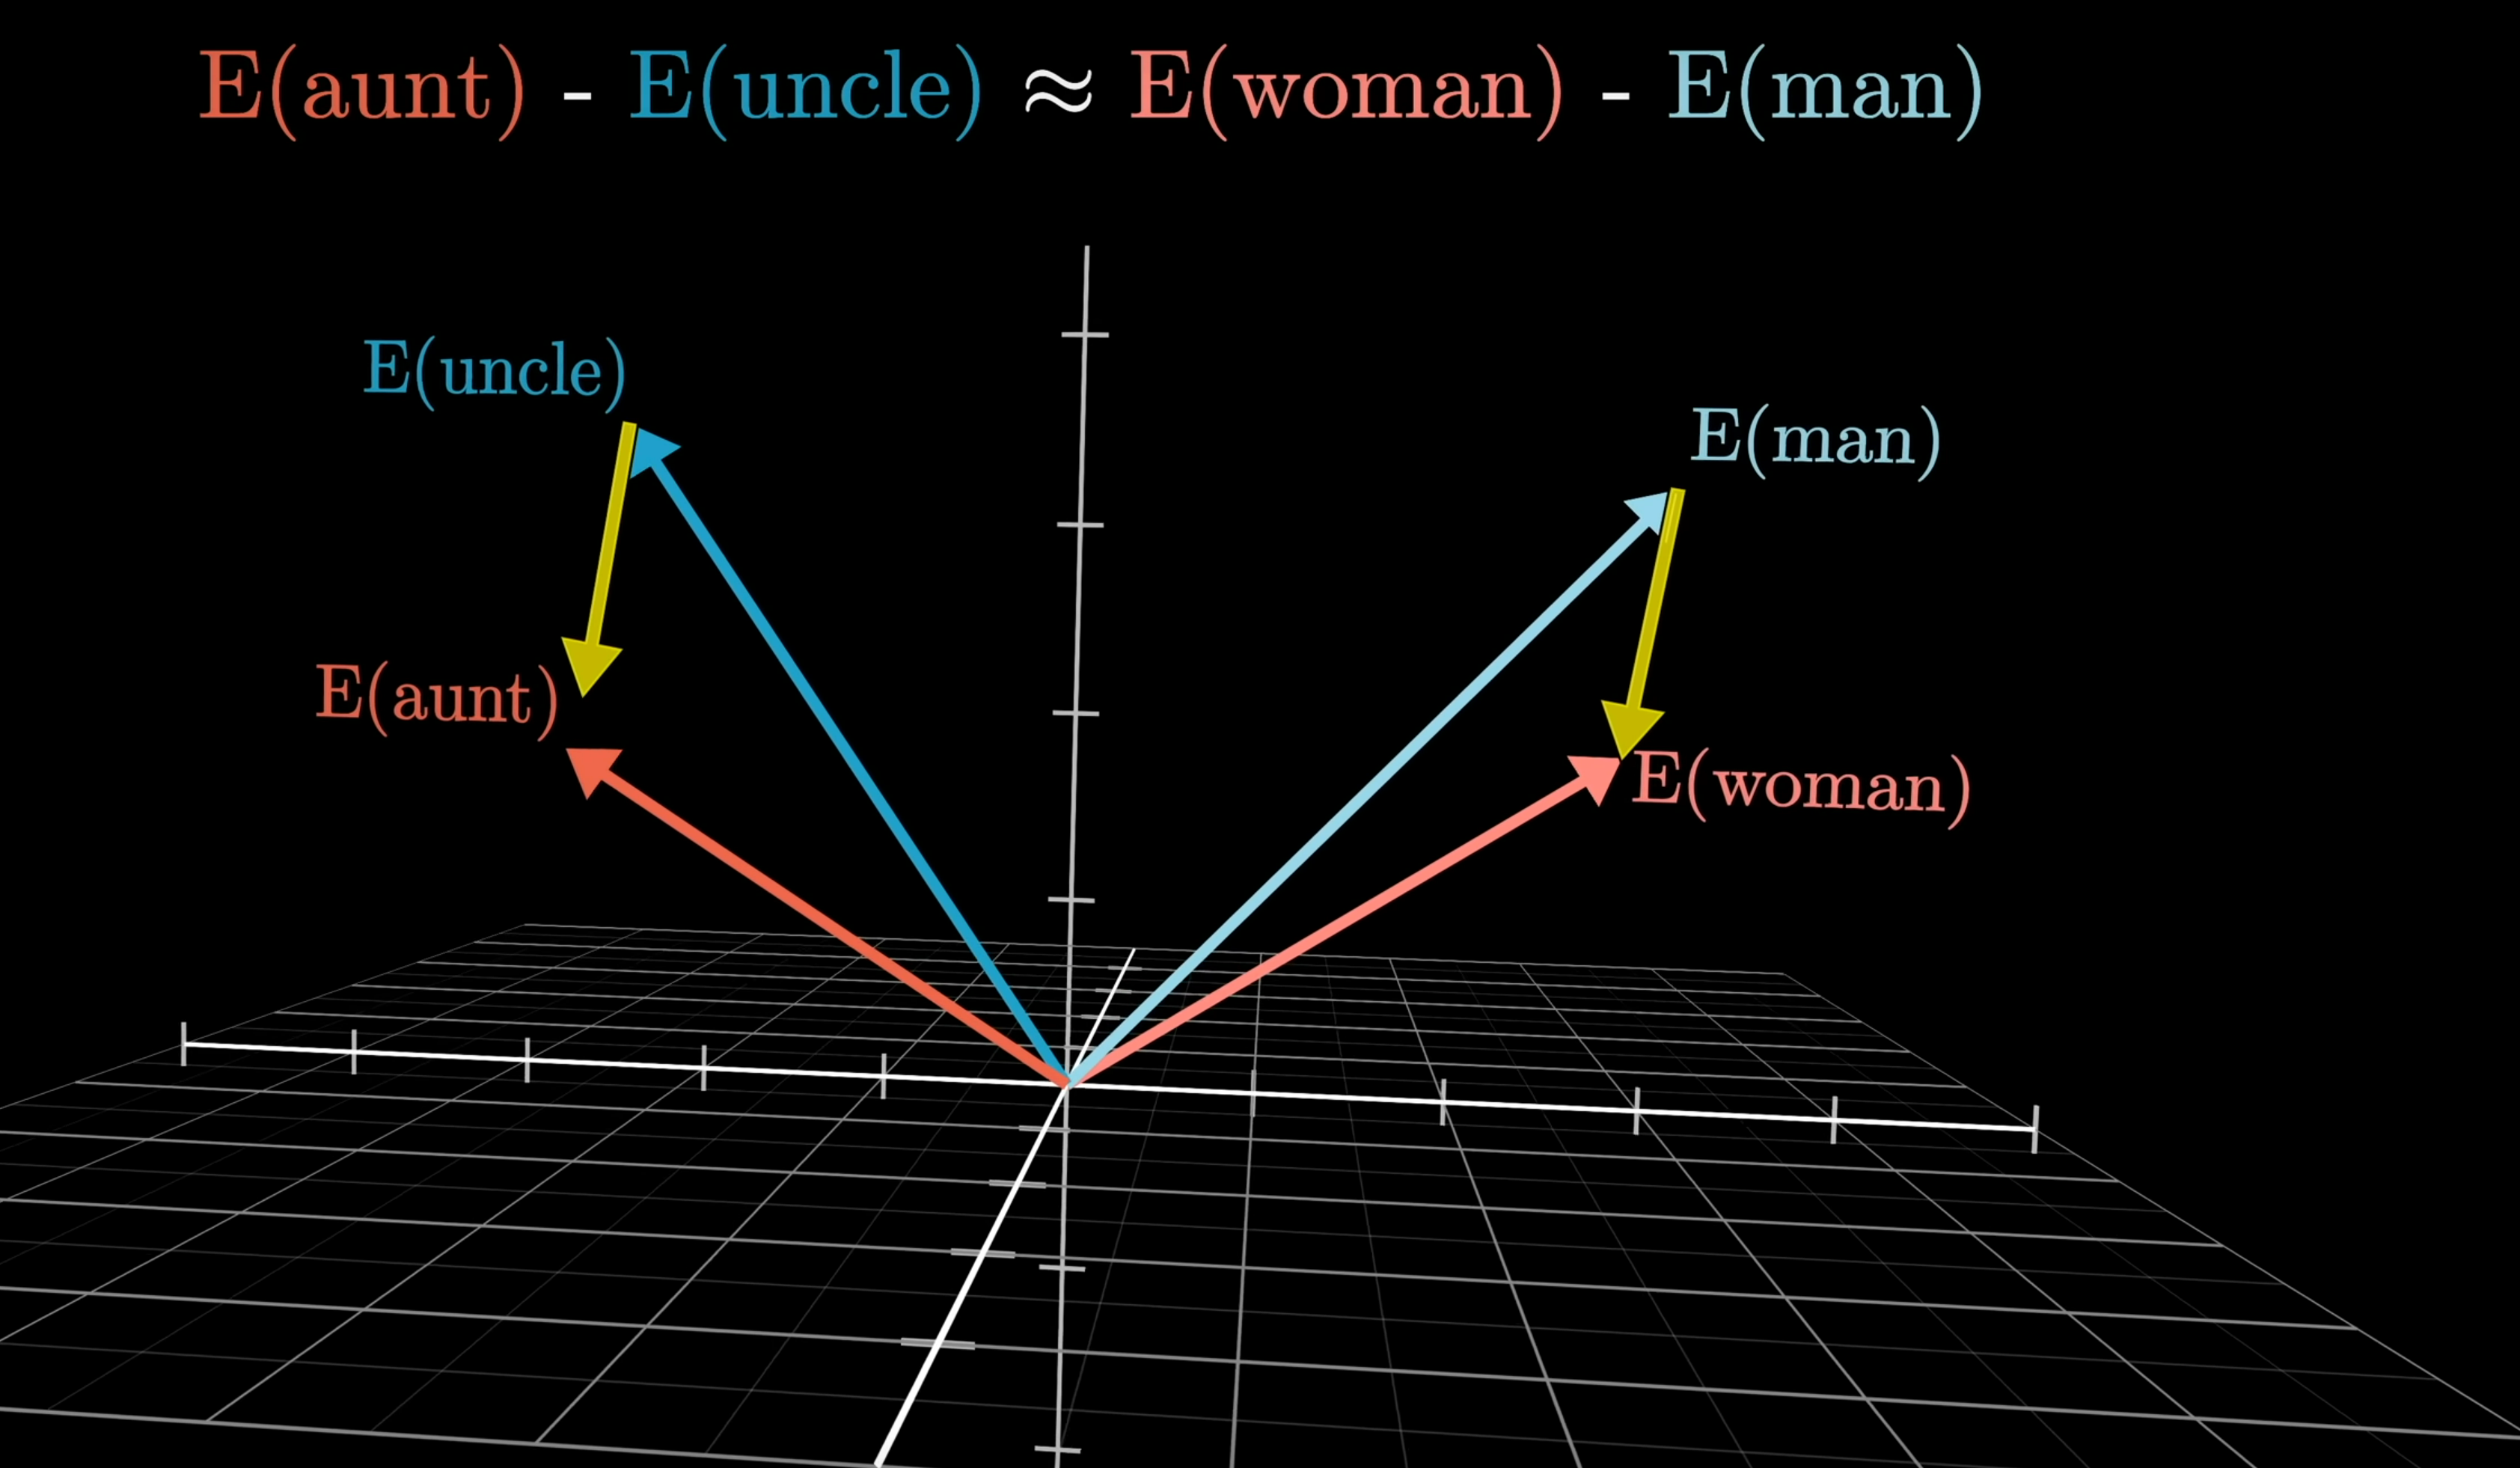 E(aunt) - E(uncle) ≈ E(woman) - E(man)
E(uncle)
E(man)
E(aunt)
E(woman)